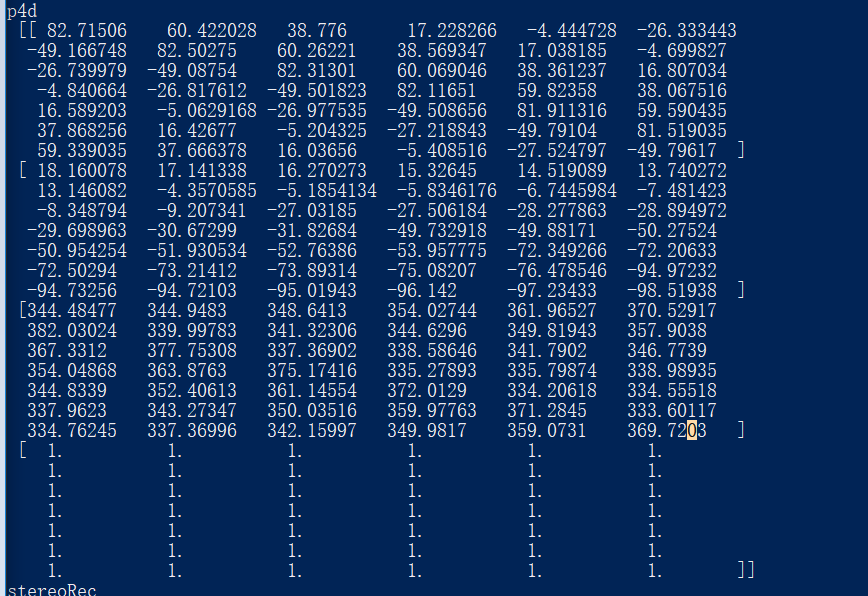 p4d
[[ 82.71506 60.422028 38.776 17.228266 -4.444728 -26.333443
-49.166748 82.50275 60.26221 38.569347 17.038185 -4.699827
-26.739979 -49.08754 82.31301 60.069046 38.361237 16.807034
-4.840664 -26.817612 -49.501823 82.11651 59.82358 38.067516
16.589203 -5.0629168 -26.977535 -49.508656 81.911316 59.590435
37.868256 16.42677 -5.204325 -27.218843 -49.79104 81.519035
59.339035 37.666378 16.03656 -5.408516 -27.524797 -49.79617 ]
[ 18.160078 17.141338 16.270273 15.32645 14.519089 13.740272
13.146082 -4.3570585 -5.1854134 -5.8346176 -6.7445984 -7.481423
-8.348794 -9.207341 -27.03185 -27.506184 -28.277863 -28.894972
-29.698963 -30.67299 -31.82684 -49.732918 -49.88171 -50.27524
-50.954254 -51.930534 -52.76386 -53.957775 -72.349266 -72.20633
-72.50294 -73.21412 -73.89314 -75.08207 -76.478546 -94.97232
-94.73256 -94.72103 -95.01943 -96.142 -97.23433 -98.51938 ]
[344.48477 344.9483 348.6413 354.02744 361.96527 370.52917
382.03024 339.99783 341.32306 344.6296 349.81943 357.9038
367.3312 377.75308 337.36902 338.58646 341.7902 346.7739
354.04868 363.8763 375.17416 335.27893 335.79874 338.98935
344.8339 352.40613 361.14554 372.0129 334.20618 334.55518
337.9623 343.27347 350.03516 359.97763 371.2845 333.60117
334.76245 337.36996 342.15997 349.9817 359.0731 369.7203 ]
[ 1. 1. 1. 1. 1. 1.
1. 1. 1. 1. 1. 1.
1. 1. 1. 1. 1. 1.
1. 1. 1. 1. 1. 1.
1. 1. 1. 1. 1. 1.
1. 1. 1. 1. 1. 1.
1. 1. 1. 1. 1. 1. ]]
stereoRec